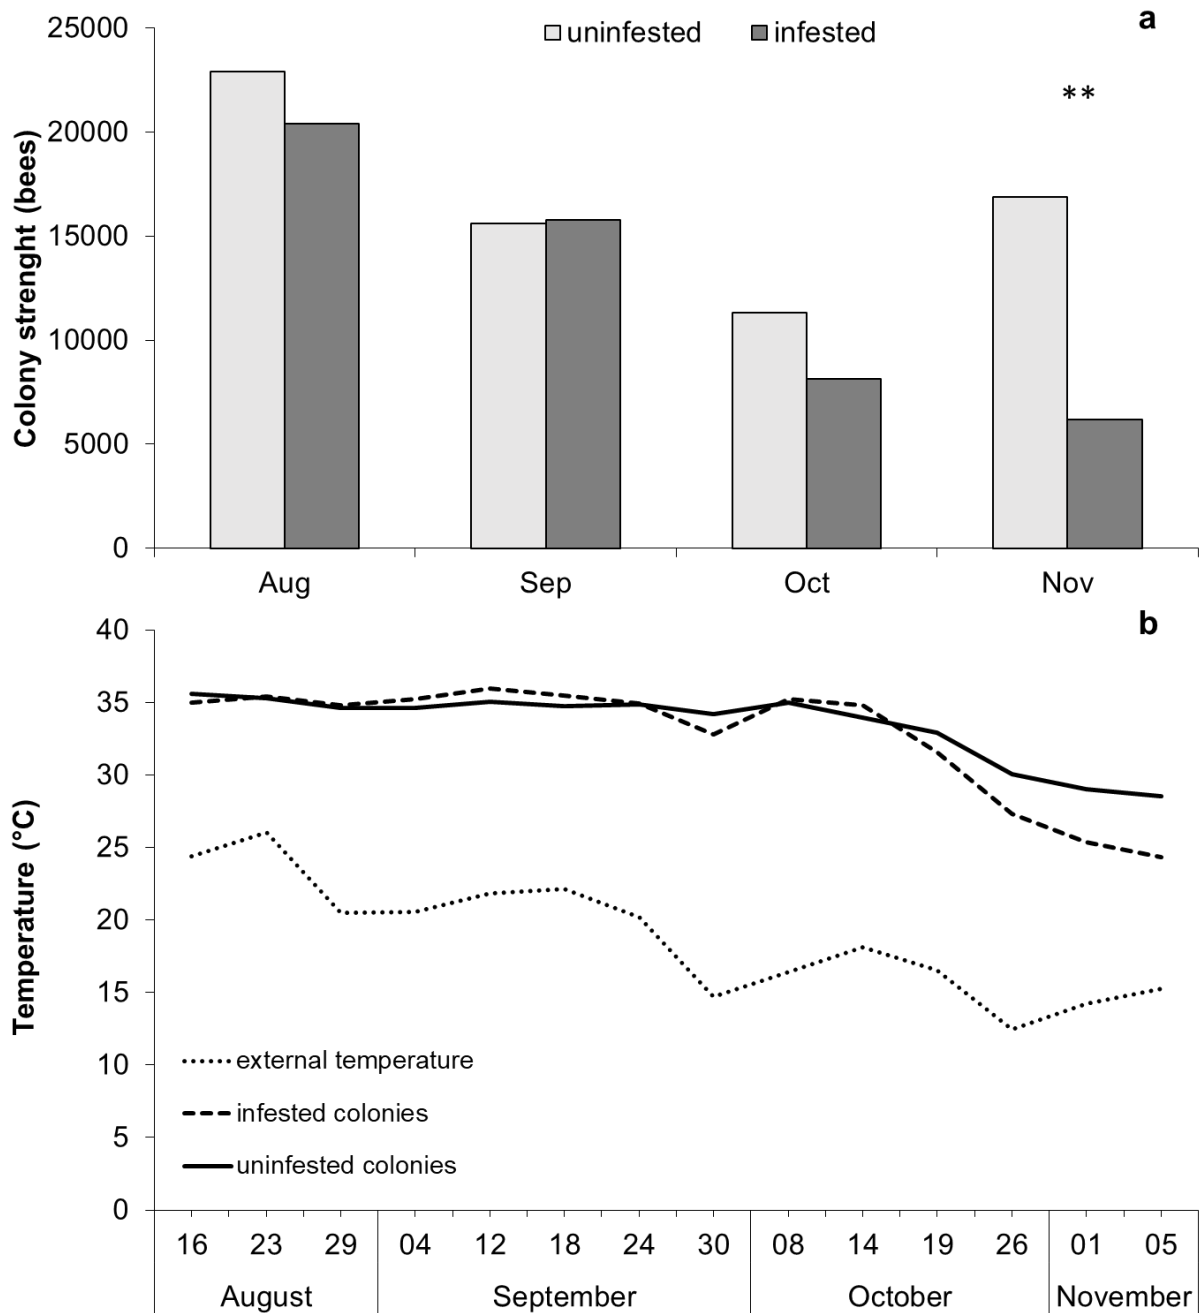 a
uninfested infested
**
Colony strenght (bees)
25000
20000
15000
10000
5000
0
Aug Sep Oct Nov
b
Temperature (°C)
40
35
30
25
20
15
10
5
0
external temperature
infested colonies
uninfested colonies
16 23 29 04 12 18 24 30 08 14 19 26 01 05
August September October November